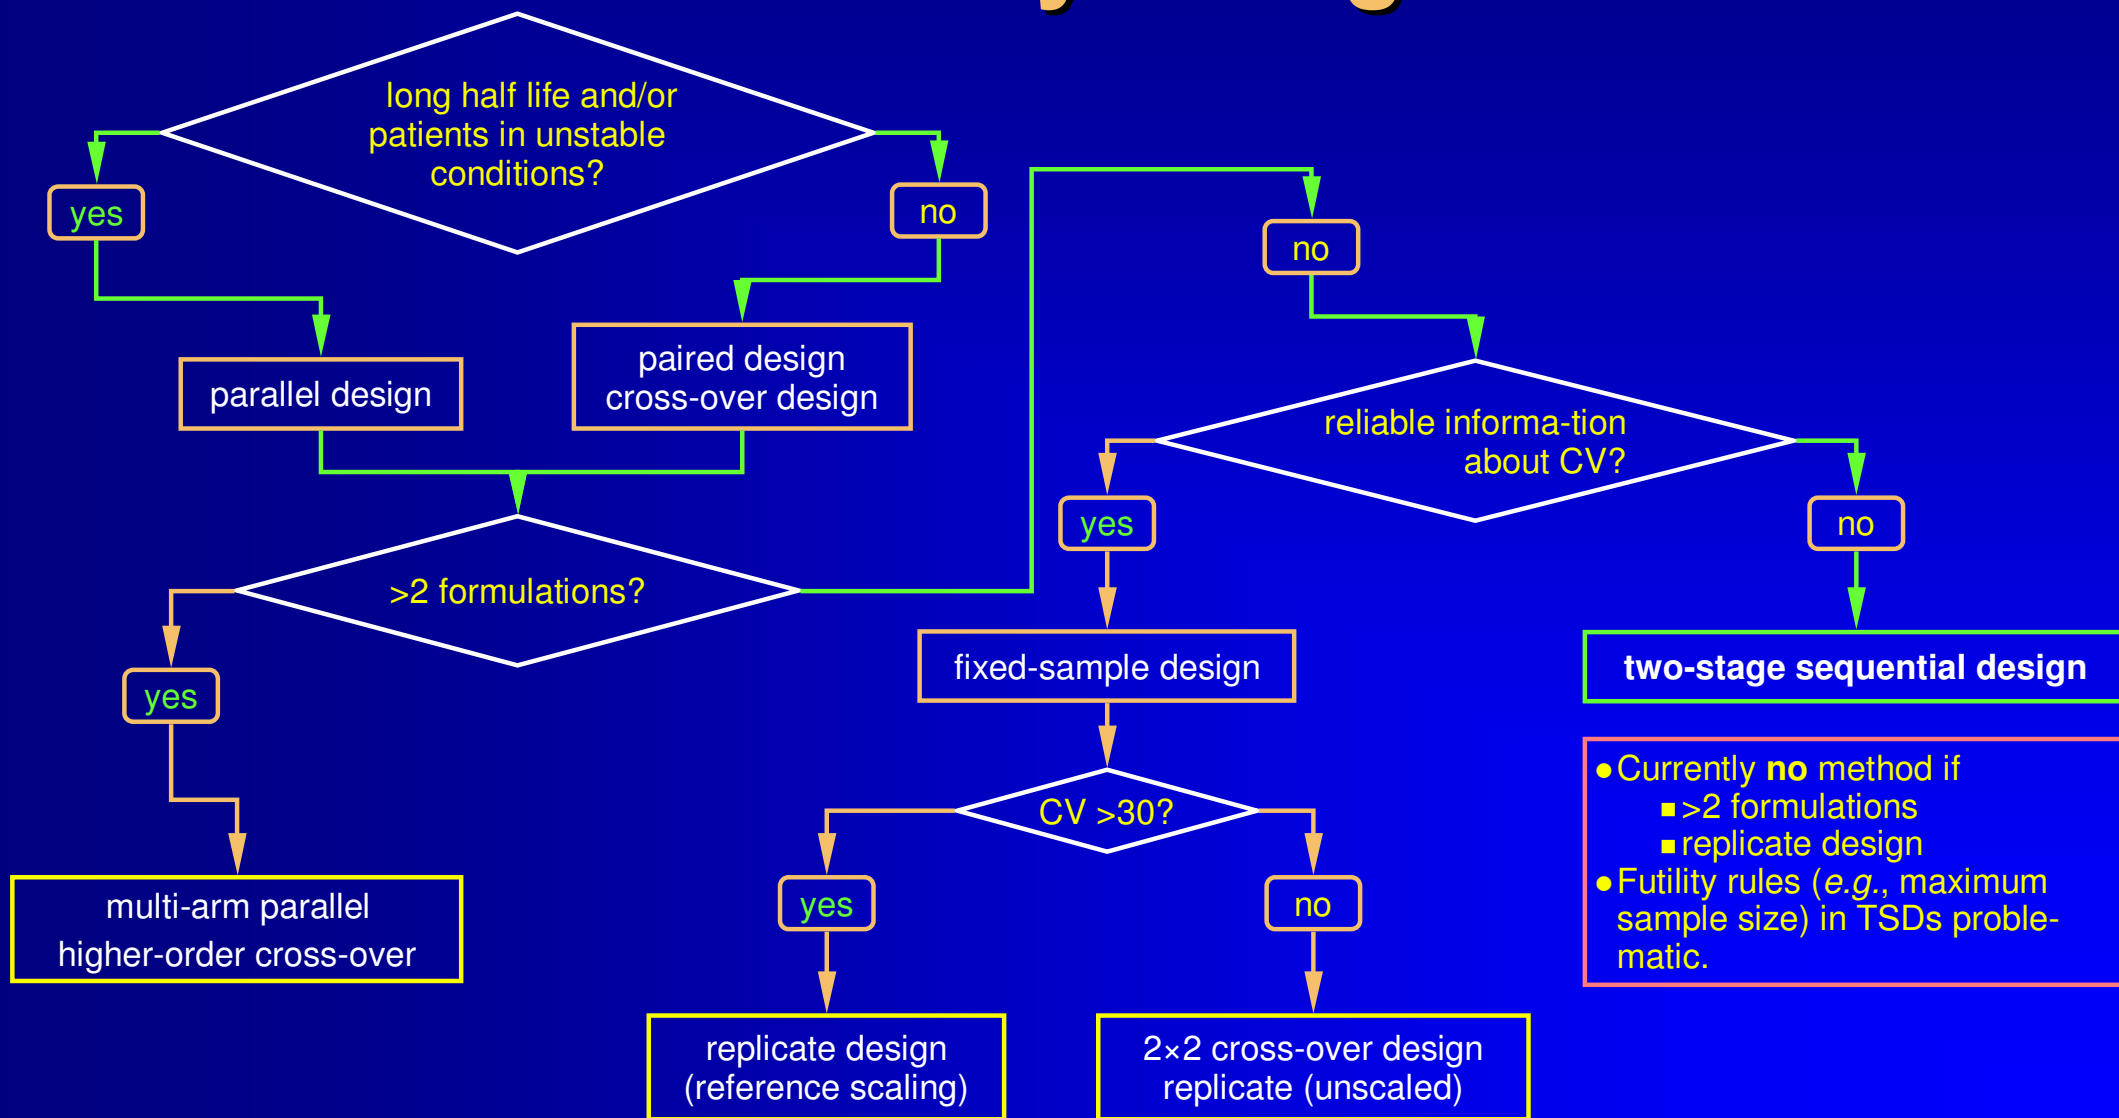 long half life and/or
patients in unstable
conditions?
yes
no
parallel design
paired design
cross-over design
>2 formulations?
yes
multi-arm parallel
higher-order cross-over
no
reliable informa-tion
about CV?
yes
no
fixed-sample design
two-stage sequential design
CV >30?
yes
no
replicate design
(reference scaling)
2×2 cross-over design
replicate (unscaled)
●Currently no method if
■>2 formulations
■replicate design
●Futility rules (e.g., maximum
sample size) in TSDs proble-
matic.